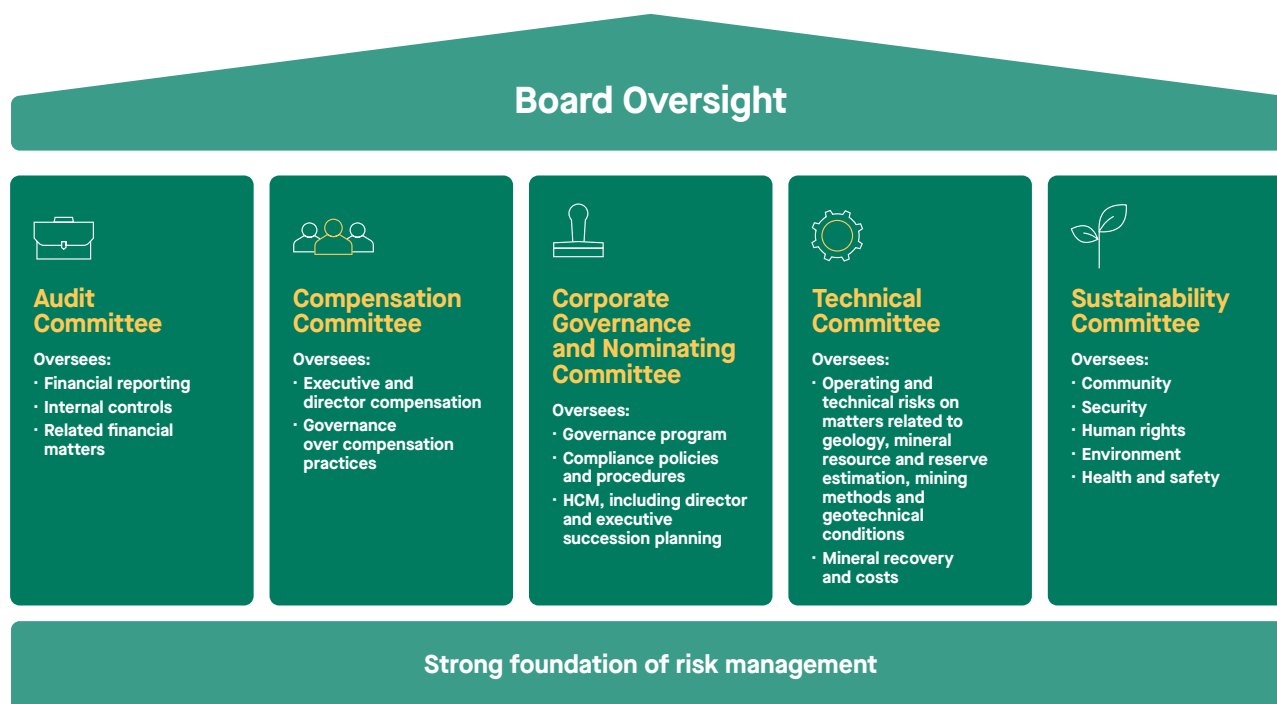 Board Oversight
Audit
Committee
Oversees:
· Financial reporting
· Internal controls
· Related financial
matters
Compensation
Committee
Oversees:
· Executive and
director compensation
· Governance
over compensation
practices
Corporate
Governance
and Nominating
Committee
Oversees:
· Governance program
· Compliance policies
and procedures
· HCM, including director
and executive
succession planning
Technical
Committee
Oversees:
· Operating and
technical risks on
matters related to
geology, mineral
resource and reserve
estimation, mining
methods and
geotechnical
conditions
· Mineral recovery
and costs
Sustainability
Committee
Oversees:
· Community
· Security
· Human rights
· Environment
· Health and safety
Strong foundation of risk management